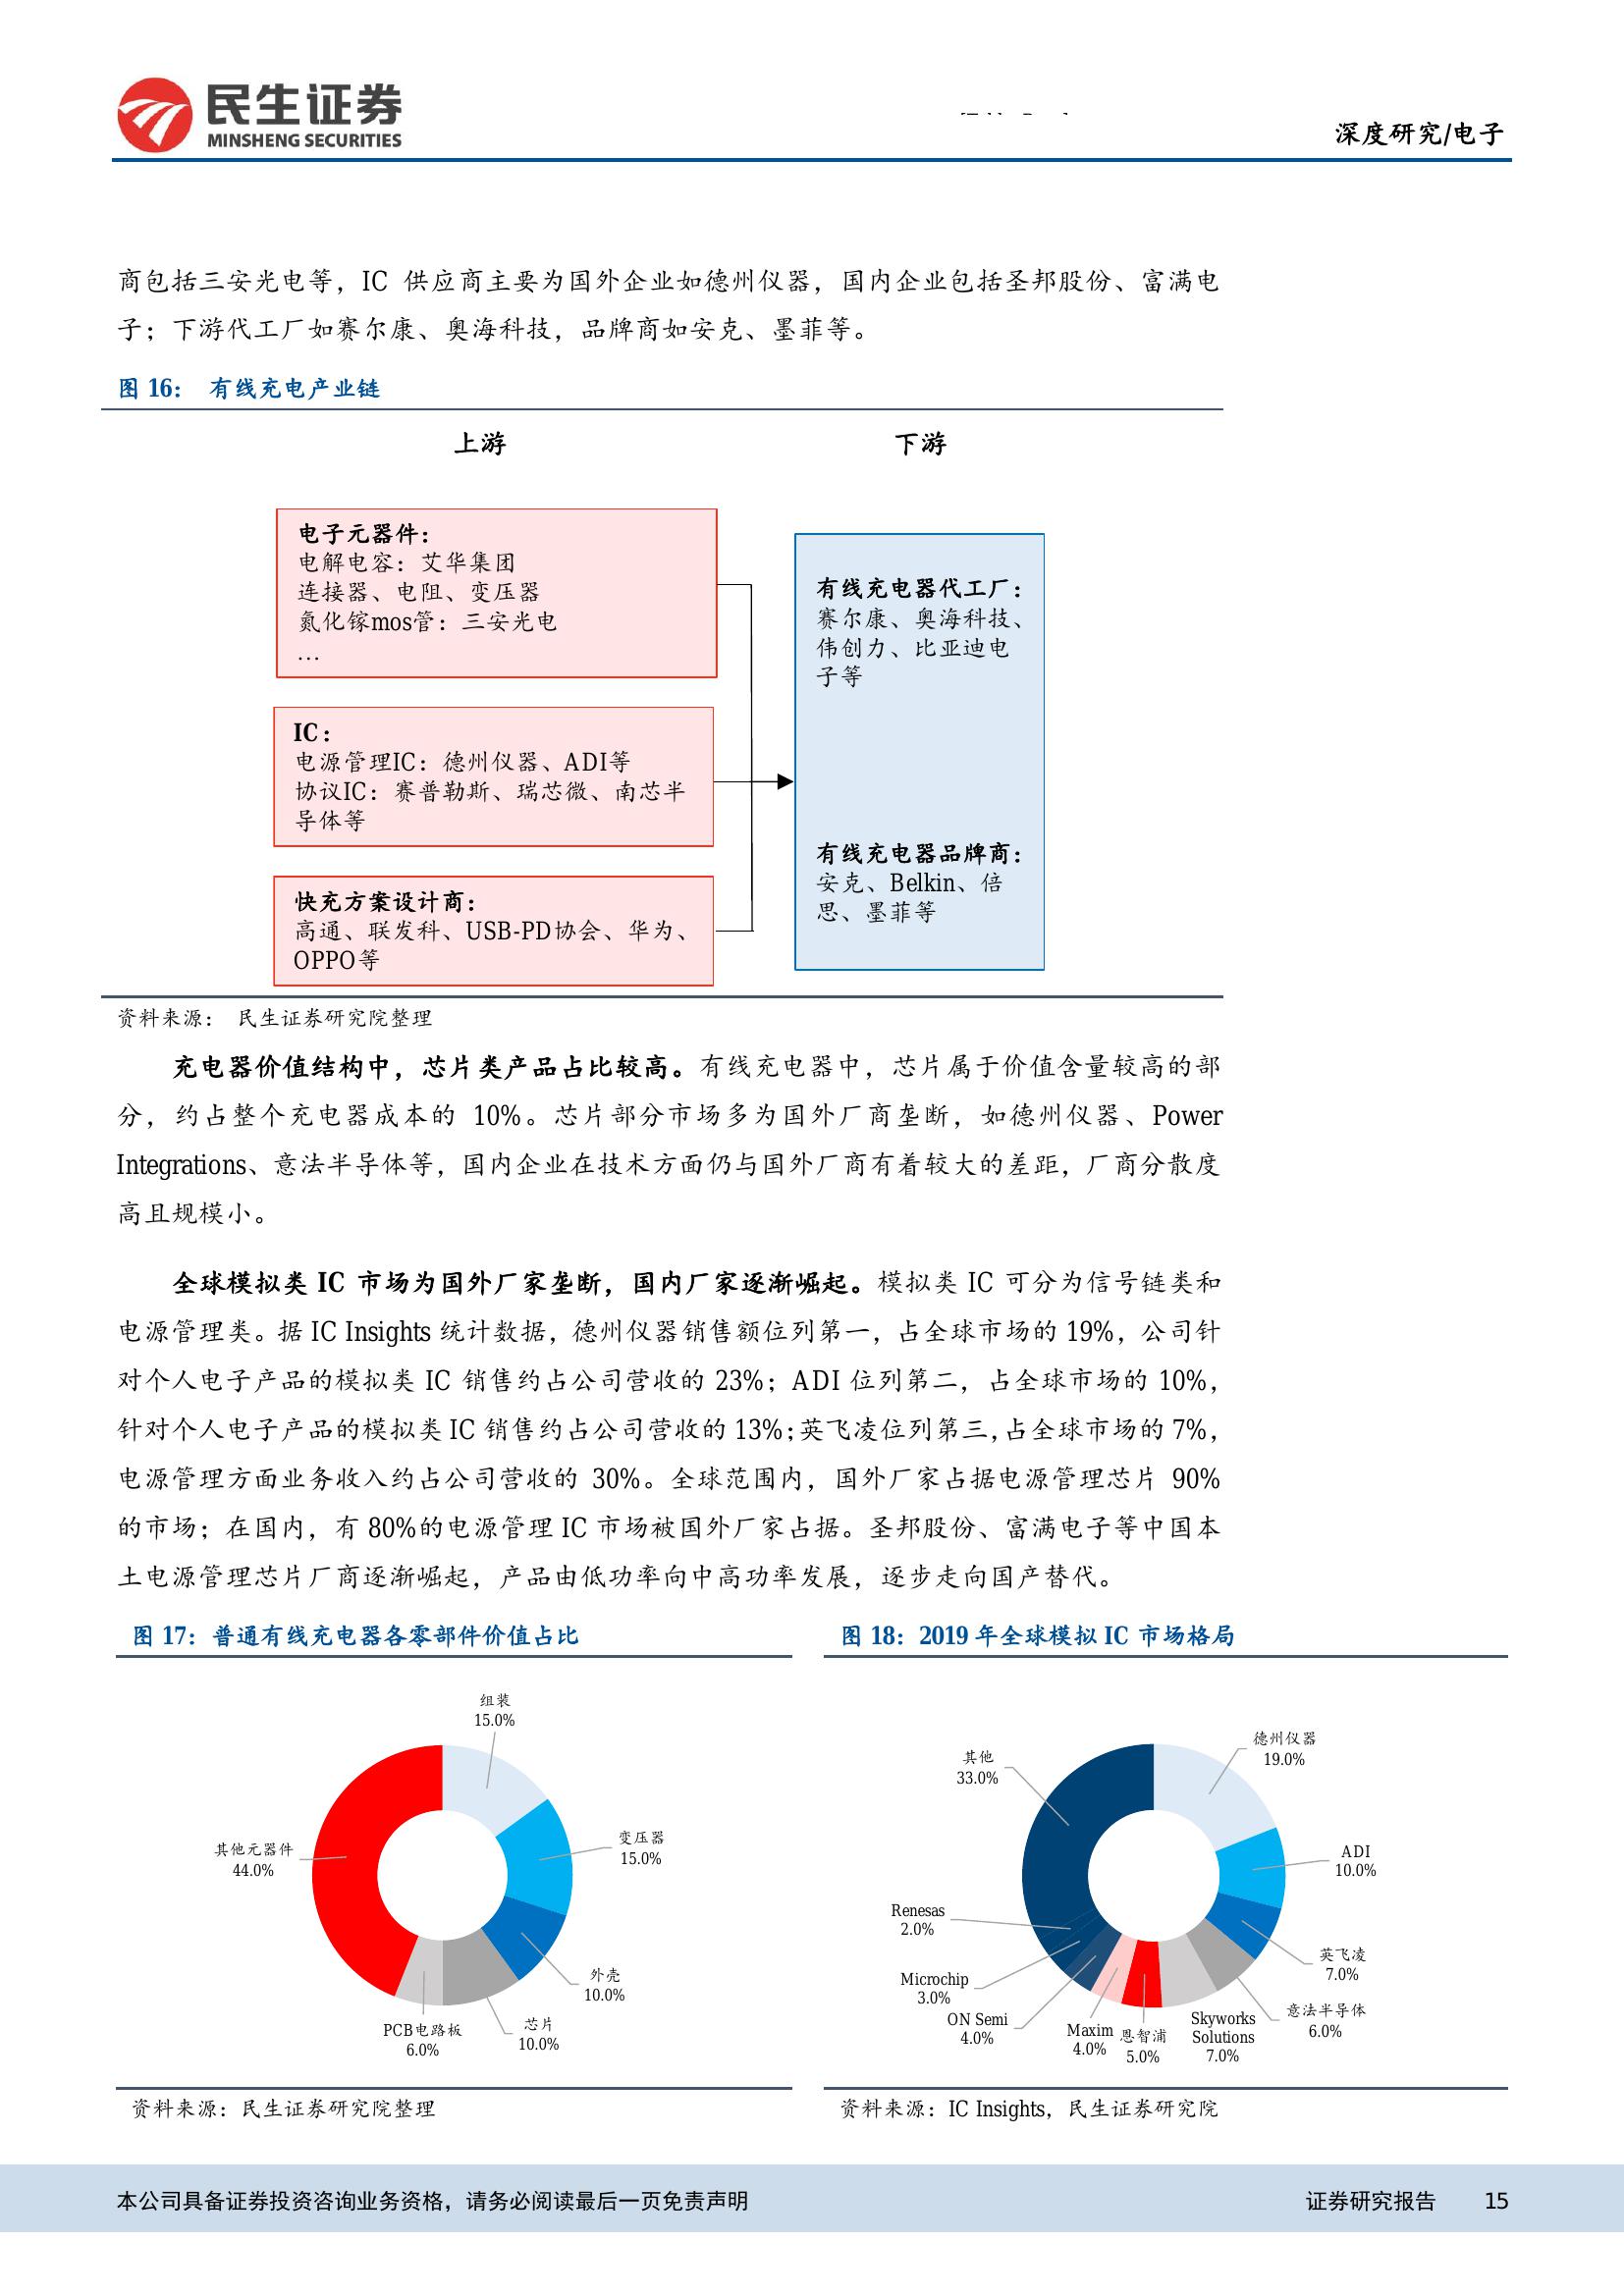 民生证券
MINSHENG SECURITIES
深度研究/电子
商包括三安光电等，IC 供应商主要为国外企业如德州仪器，国内企业包括圣邦股份、富满电
子；下游代工厂如赛尔康、奥海科技，品牌商如安克、墨菲等。
图 16： 有线充电产业链
上游
下游
电子元器件：
电解电容：艾华集团
连接器、电阻、变压器
氮化镓mos管：三安光电
…
IC：
电源管理IC：德州仪器、ADI等
协议IC：赛普勒斯、瑞芯微、南芯半
导体等
快充方案设计商：
高通、联发科、USB-PD协会、华为、
OPPO等
有线充电器代工厂：
赛尔康、奥海科技、
伟创力、比亚迪电
子等
有线充电器品牌商：
安克、Belkin、倍
思、墨菲等
资料来源： 民生证券研究院整理
充电器价值结构中，芯片类产品占比较高。有线充电器中，芯片属于价值含量较高的部
分，约占整个充电器成本的 10%。芯片部分市场多为国外厂商垄断，如德州仪器、Power
Integrations、意法半导体等，国内企业在技术方面仍与国外厂商有着较大的差距，厂商分散度
高且规模小。
全球模拟类 IC 市场为国外厂家垄断，国内厂家逐渐崛起。模拟类 IC 可分为信号链类和
电源管理类。据 IC Insights 统计数据，德州仪器销售额位列第一，占全球市场的 19%，公司针
对个人电子产品的模拟类 IC 销售约占公司营收的 23%；ADI 位列第二，占全球市场的 10%，
针对个人电子产品的模拟类 IC 销售约占公司营收的 13%；英飞凌位列第三，占全球市场的 7%，
电源管理方面业务收入约占公司营收的 30%。全球范围内，国外厂家占据电源管理芯片 90%
的市场；在国内，有 80%的电源管理 IC 市场被国外厂家占据。圣邦股份、富满电子等中国本
土电源管理芯片厂商逐渐崛起，产品由低功率向中高功率发展，逐步走向国产替代。
图 17：普通有线充电器各零部件价值占比
组装
15.0%
变压器
15.0%
外壳
10.0%
芯片
10.0%
PCB电路板
6.0%
其他元器件
44.0%
资料来源：民生证券研究院整理
图 18：2019 年全球模拟 IC 市场格局
德州仪器
19.0%
ADI
10.0%
英飞凌
7.0%
意法半导体
6.0%
Skyworks
Solutions
7.0%
恩智浦
5.0%
Maxim
4.0%
ON Semi
4.0%
Microchip
3.0%
Renesas
2.0%
其他
33.0%
资料来源：IC Insights，民生证券研究院
本公司具备证券投资咨询业务资格，请务必阅读最后一页免责声明
证券研究报告 15